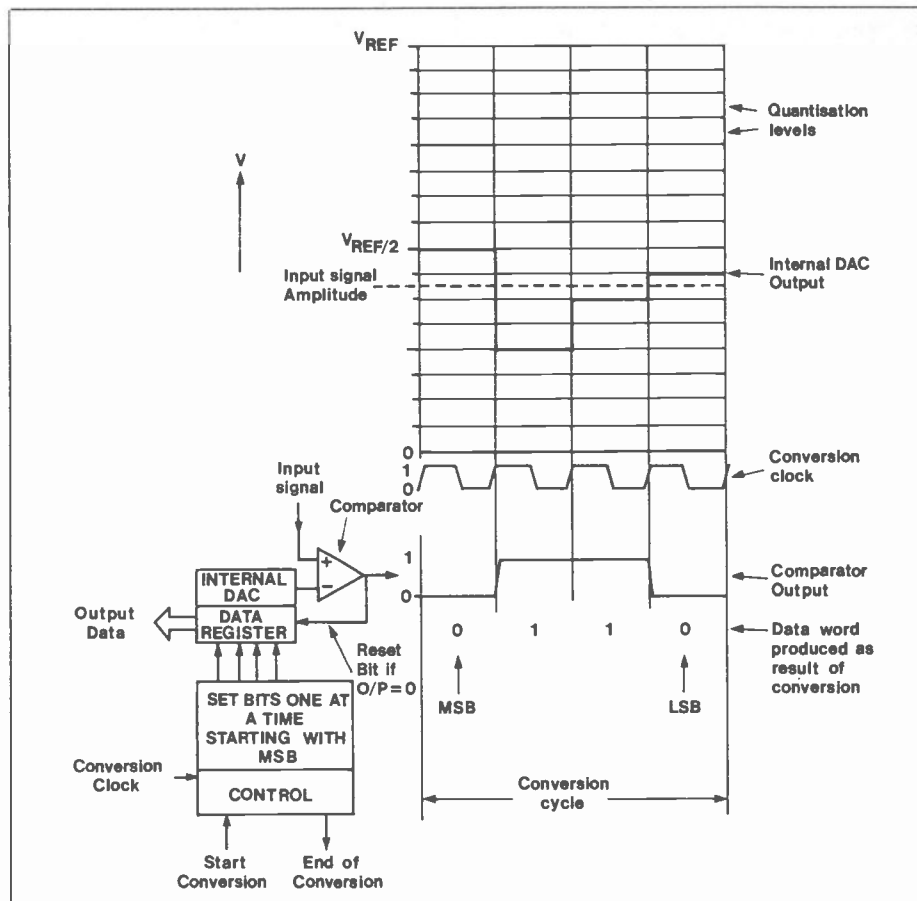 VREF
Quantisation
levels
V
VREF/2
Input signal
Amplitude
Internal DAC
Output
0
1
0
Conversion
clock
Input
signal
Comparator
1
0
Comparator
Output
+
−
INTERNAL
DAC
DATA
REGISTER
Output
Data
Reset
Bit if
O/P=0
0 1 1 0
Data word
produced as
result of
conversion
MSB
LSB
SET BITS ONE AT
A TIME
STARTING WITH
MSB
Conversion
Clock
CONTROL
Start
Conversion
End of
Conversion
Conversion
cycle